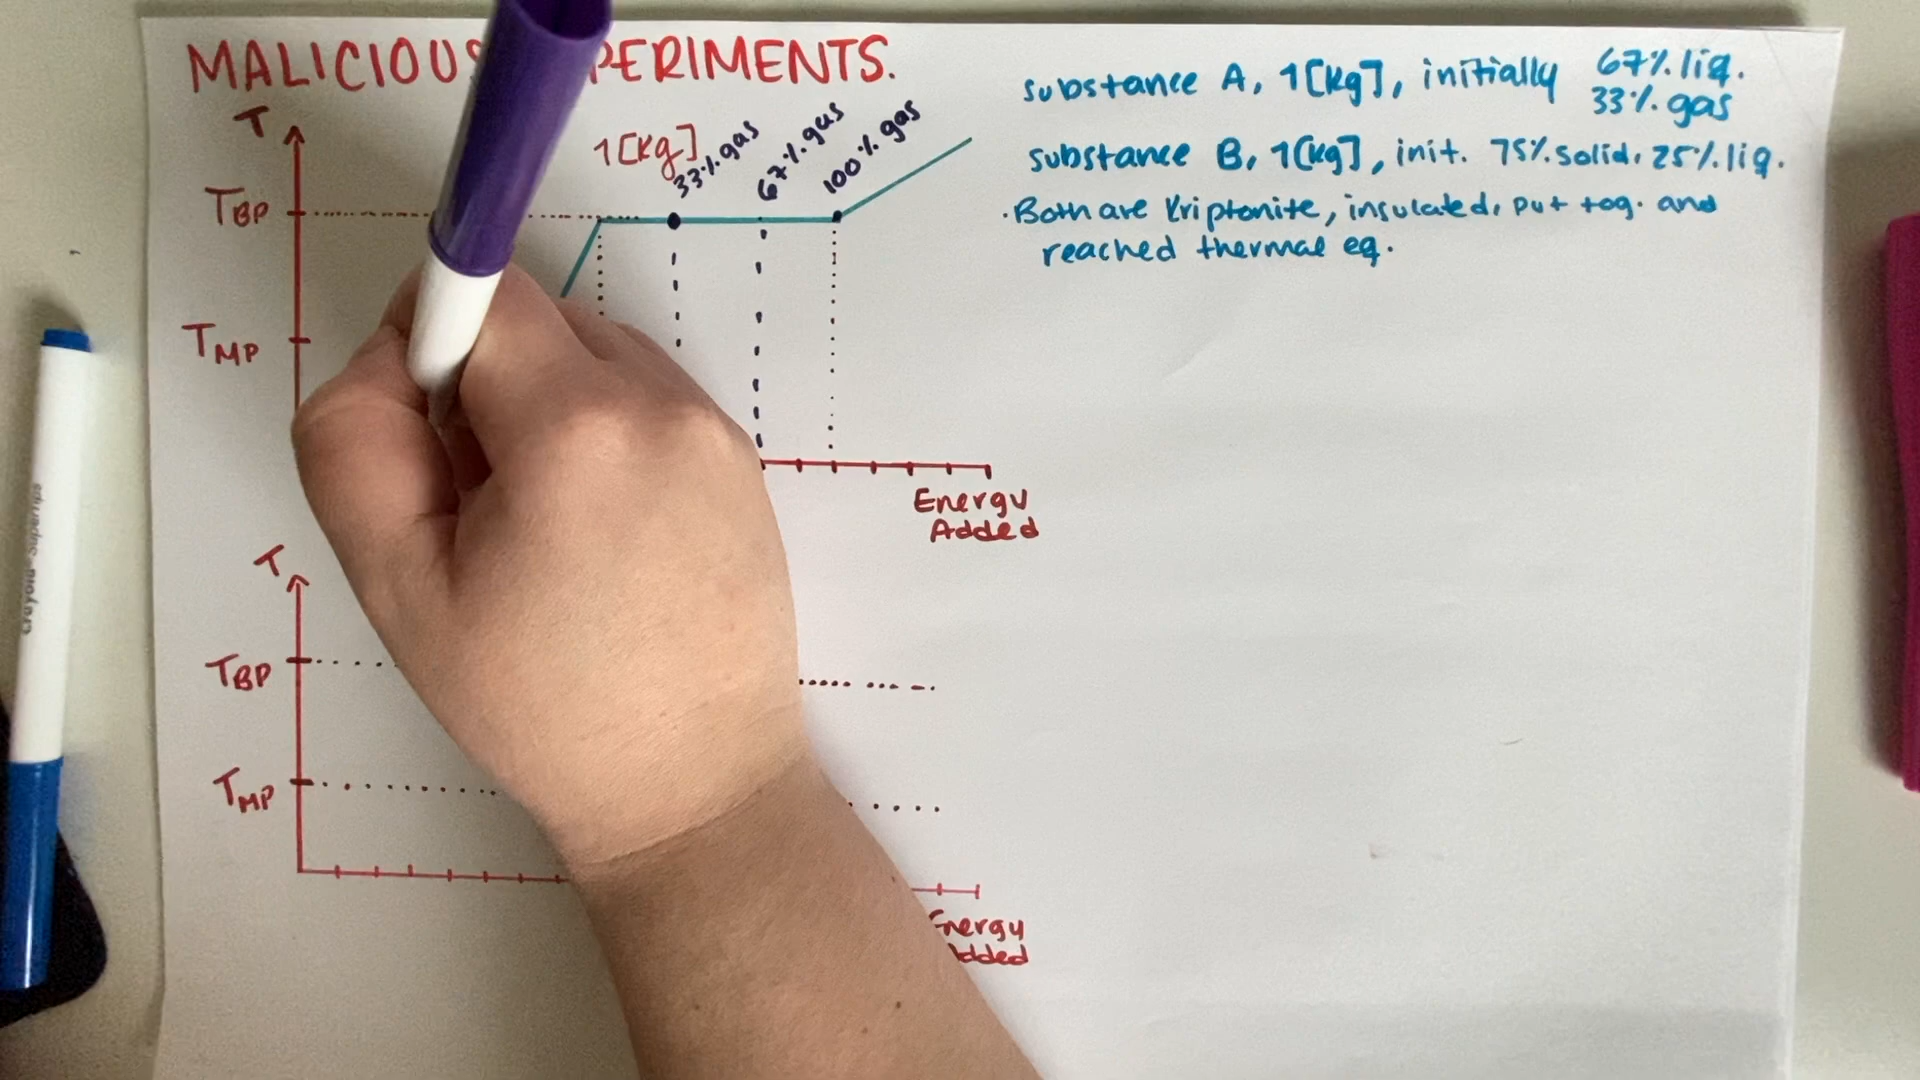 MALICIOUS PERIMENTS.
T
1[kg]
33% gas
67% gas
100% gas
TBP
TMP
Energy
Added
T
TBP
TMP
Energy
Added
substance A, 1[kg], initially 67% liq.
33% gas
substance B, 1[kg], init. 75% solid, 25% liq.
· Both are Kriptonite, insulated, put tog. and
reached thermal eq.
Crayola SuperTips